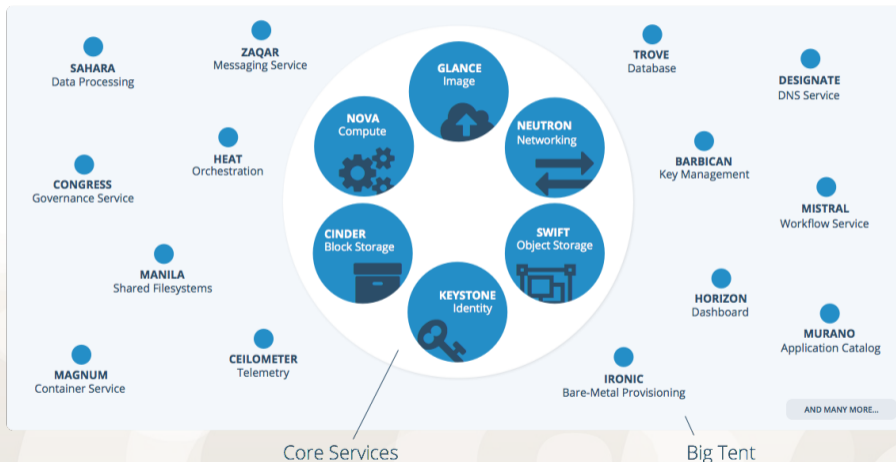 SAHARA
Data Processing
ZAQAR
Messaging Service
GLANCE
Image
TROVE
Database
DESIGNATE
DNS Service
NOVA
Compute
NEUTRON
Networking
HEAT
Orchestration
BARBICAN
Key Management
CONGRESS
Governance Service
MISTRAL
Workflow Service
CINDER
Block Storage
SWIFT
Object Storage
MANILA
Shared Filesystems
KEYSTONE
Identity
HORIZON
Dashboard
MURANO
Application Catalog
MAGNUM
Container Service
CEILOMETER
Telemetry
IRONIC
Bare-Metal Provisioning
AND MANY MORE...
Core Services
Big Tent